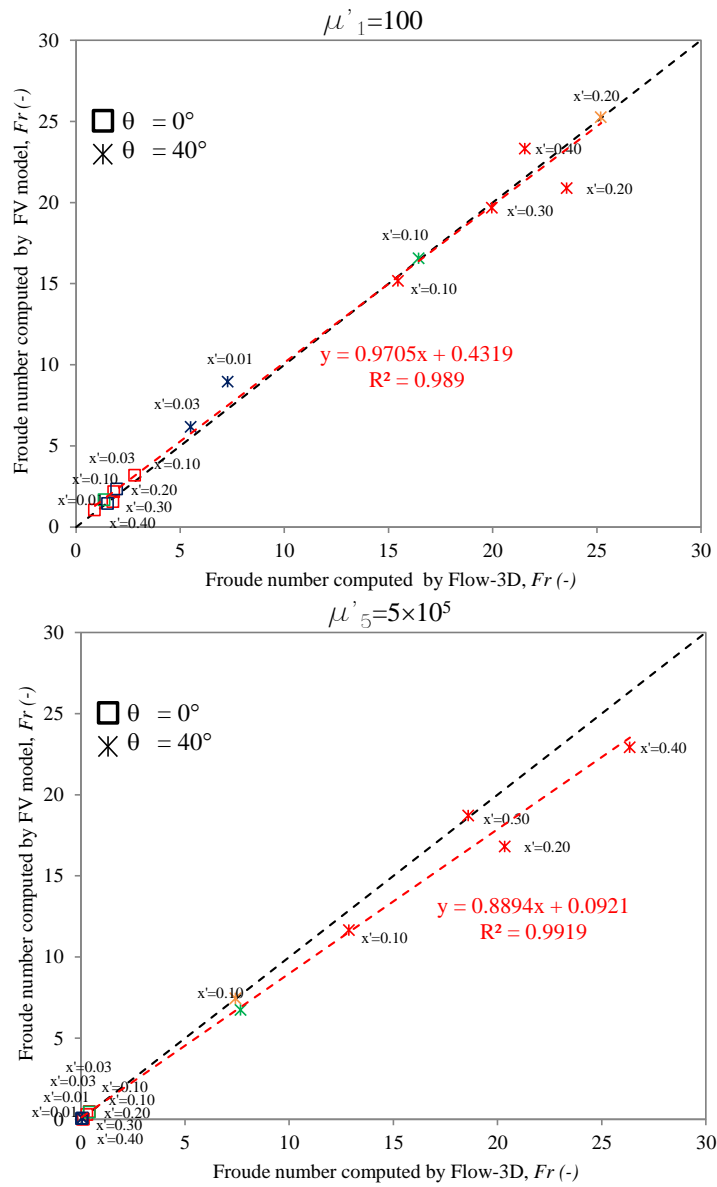 μ'₁=100
30
25
20
15
10
5
0
Froude number computed by FV model, Fr (-)
θ = 0°
θ = 40°
x'=0.20
x'=0.40
x'=0.20
x'=0.30
x'=0.10
x'=0.10
y = 0.9705x + 0.4319
R² = 0.989
x'=0.01
x'=0.03
x'=0.03
x'=0.10
x'=0.10
x'=0.20
x'=0.01
x'=0.30
x'=0.40
0 5 10 15 20 25 30
Froude number computed by Flow-3D, Fr (-)
μ'₅=5×10⁵
30
25
20
15
10
5
0
Froude number computed by FV model, Fr (-)
θ = 0°
θ = 40°
x'=0.40
x'=0.30
x'=0.20
y = 0.8894x + 0.0921
R² = 0.9919
x'=0.10
x'=0.10
x'=0.03
x'=0.03
x'=0.10
x'=0.01
x'=0.10
x'=0.01
x'=0.20
x'=0.30
x'=0.40
0 5 10 15 20 25 30
Froude number computed by Flow-3D, Fr (-)